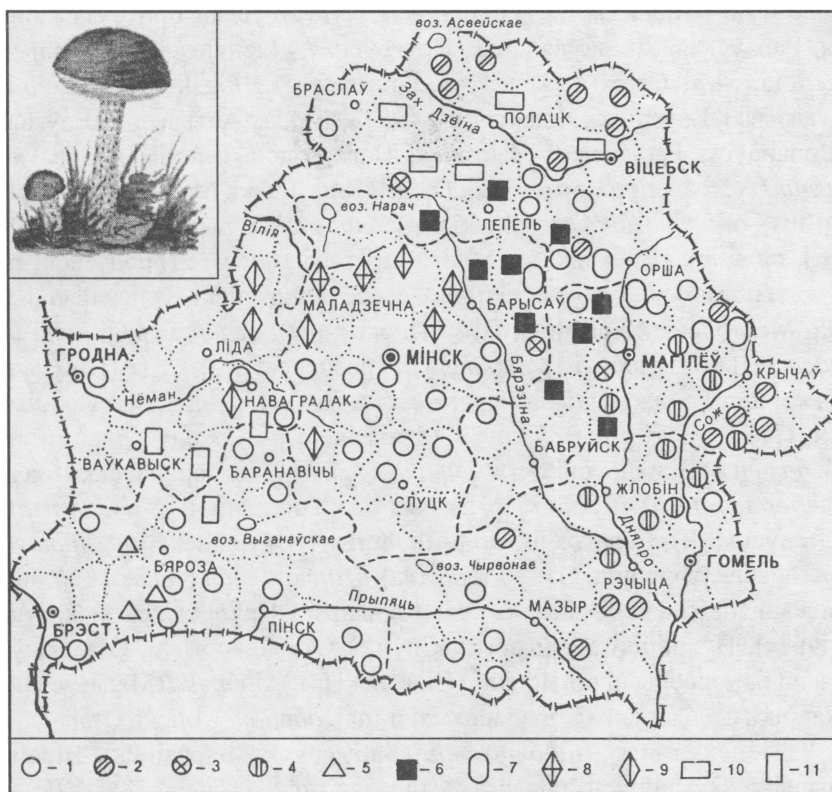 воз. Асвейскае
БРАСЛАЎ
Зах. Дзвіна
ПОЛАЦК
ВІЦЕБСК
воз. Нарач
ЛЕПЕЛЬ
Вілія
ОРША
МАЛАДЗЕЧНА
БАРЫСАЎ
ЛІДА
ГРОДНА
МІНСК
МАГІЛЁЎ
КРЫЧАЎ
Нёман
НАВАГРАДАК
Бярэзіна
Сож
ВАЎКАВЫСК
БАРАНАВІЧЫ
БАБРУЙСК
СЛУЦК
ЖЛОБІН
воз. Выганаўскае
Дняпро
БЯРОЗА
воз. Чырвонае
ГОМЕЛЬ
РЭЧЫЦА
Прыпяць
МАЗЫР
БРЭСТ
ПІНСК
- 1 - 2 - 3 - 4 - 5 - 6 - 7 - 8 - 9 - 10 - 11